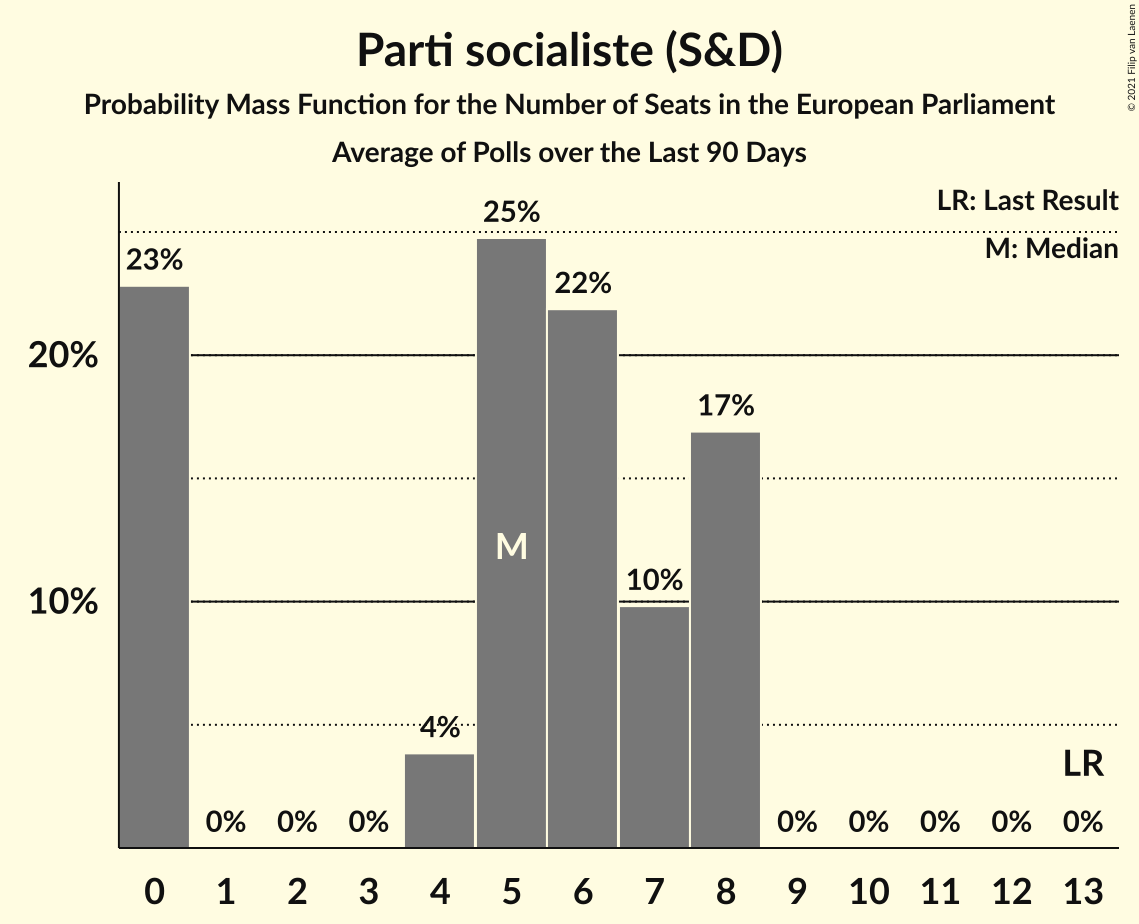 Parti socialiste (S&D)
Probability Mass Function for the Number of Seats in the European Parliament
Average of Polls over the Last 90 Days
© 2021 Filip van Laenen
LR: Last Result
M: Median
25%
23%
22%
20%
17%
M
10%
10%
4%
LR
0% 0% 0% 0% 0% 0% 0% 0%
0 1 2 3 4 5 6 7 8 9 10 11 12 13